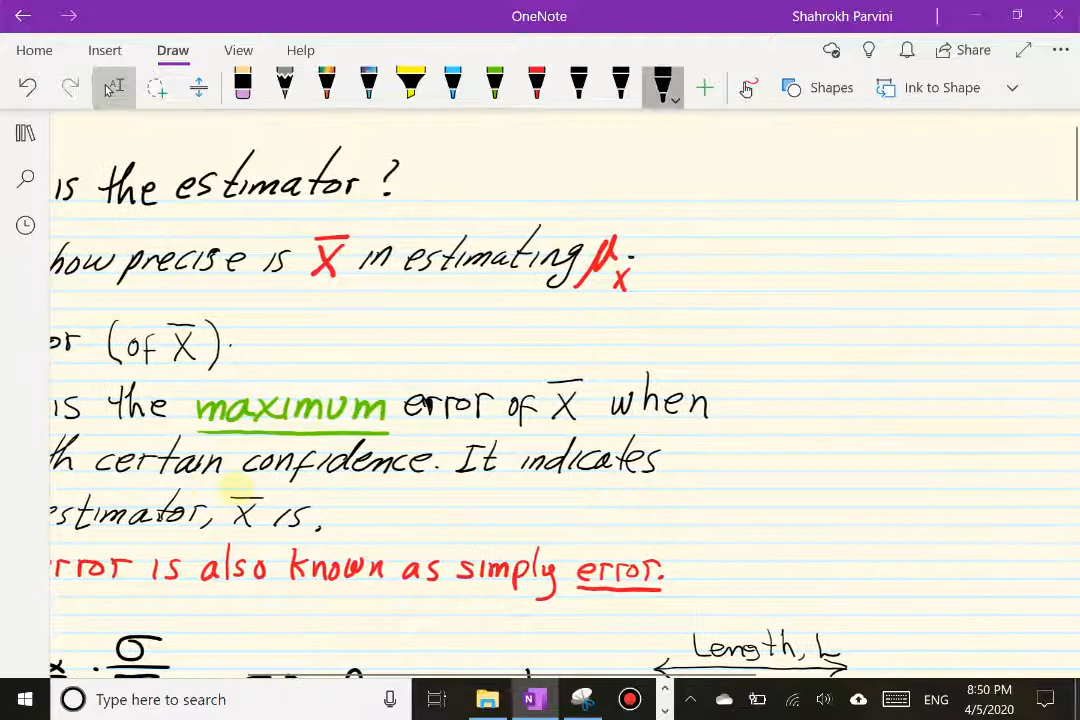 OneNote
Shahrokh Parvini
Home Insert Draw View Help Share
Shapes Ink to Shape
is the estimator?
how precise is X̅ in estimating μx.
or (of X̅).
is the maximum error of X̅ when
th certain confidence. It indicates
estimator, X̅ is.
rror is also known as simply error.
σ
Length, L
Type here to search
ENG
8:50 PM
4/5/2020